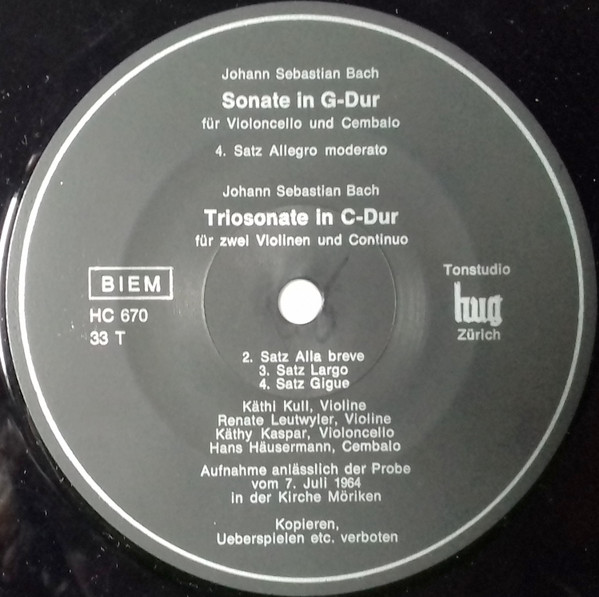 Johann Sebastian Bach
Sonate in G-Dur
für Violoncello und Cembalo
4. Satz Allegro moderato
Johann Sebastian Bach
Triosonate in C-Dur
für zwei Violinen und Continuo
BIEM
HC 670
33 T
Tonstudio
hug
Zürich
2. Satz Alla breve
3. Satz Largo
4. Satz Gigue
Käthi Kull, Violine
Renate Leutwyler, Violine
Käthy Kaspar, Violoncello
Hans Häusermann, Cembalo
Aufnahme anlässlich der Probe
vom 7. Juli 1964
in der Kirche Möriken
Kopieren,
Ueberspielen etc. verboten